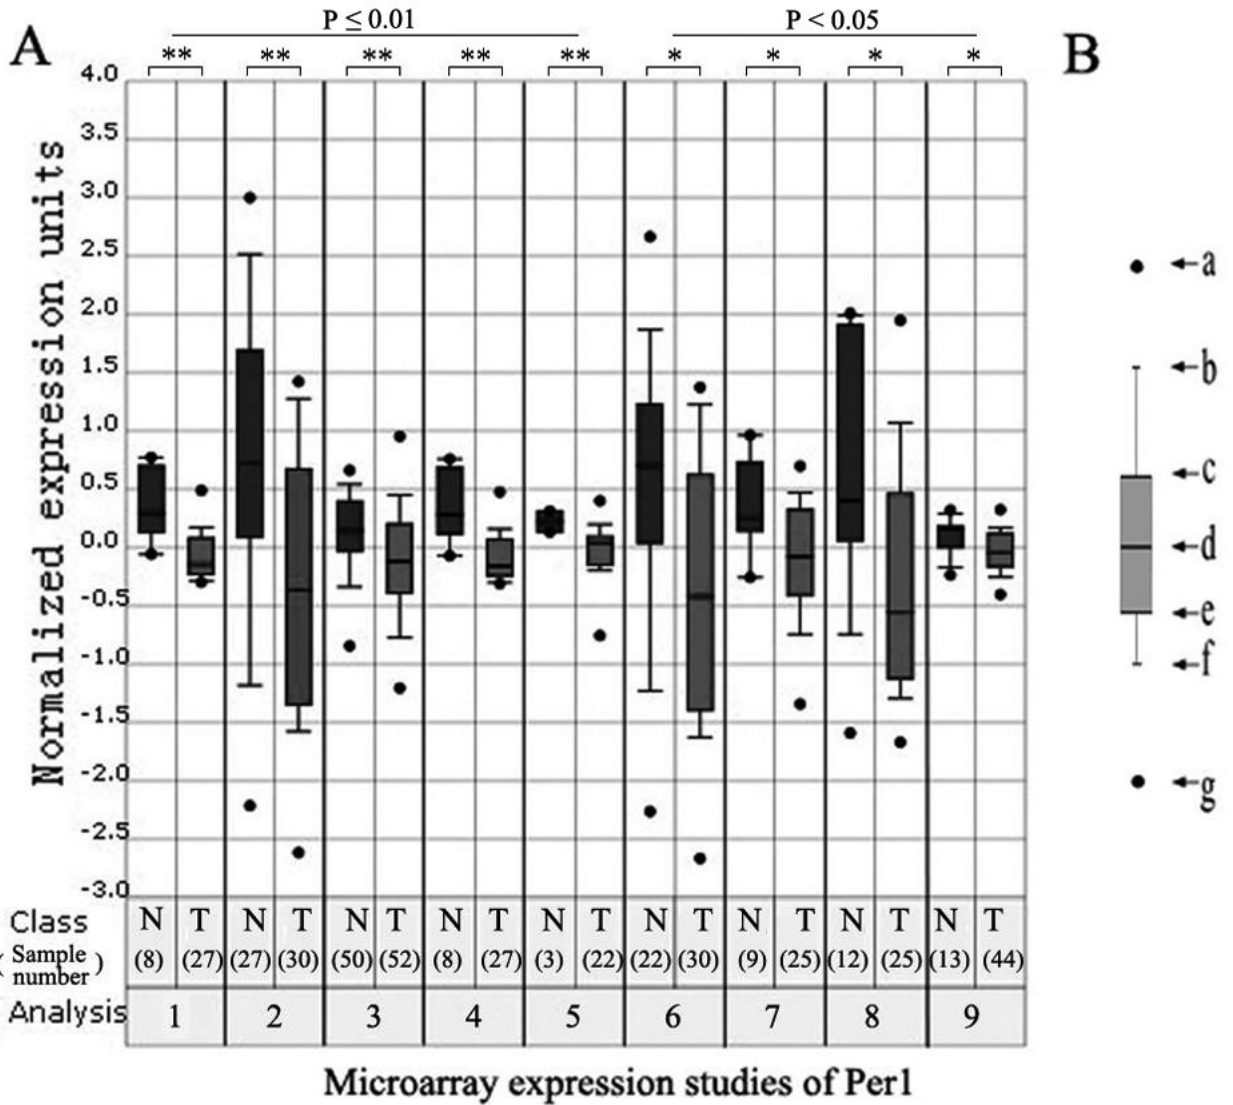 P ≤ 0.01 P < 0.05
A B
** ** ** ** ** * * * *
4.0
3.5
3.0
2.5
2.0
1.5
1.0
0.5
0.0
-0.5
-1.0
-1.5
-2.0
-2.5
-3.0
Normalized expression units
a
b
c
d
e
f
g
Class N T N T N T N T N T N T N T N T N T
( Sample number ) (8) (27) (27) (30) (50) (52) (8) (27) (3) (22) (22) (30) (9) (25) (12) (25) (13) (44)
Analysis 1 2 3 4 5 6 7 8 9
Microarray expression studies of Per1